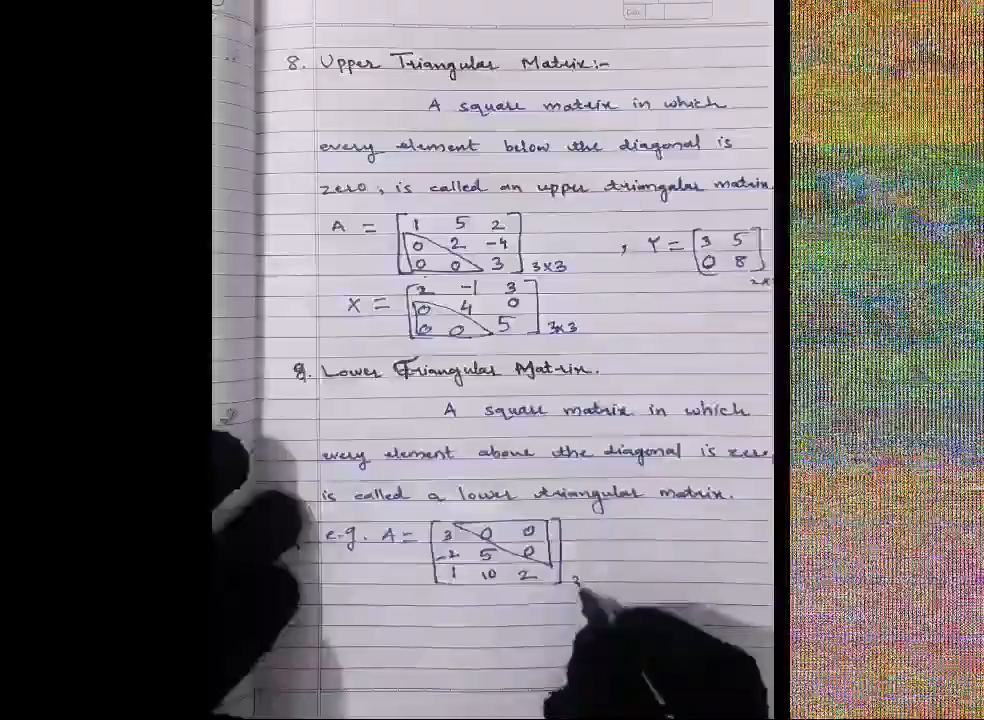 8. Upper Triangular Matrix:-
A square matrix in which
every element below the diagonal is
zero, is called an upper triangular matrix.
A = [1 5 2
0 2 -4
0 0 3] 3x3 , Y = [3 5
0 8]
X = [2 -1 3
0 4 0
0 0 5] 3x3
9. Lower Triangular Matrix.
A square matrix in which
every element above the diagonal is zero,
is called a lower triangular matrix.
e.g. A = [3 0 0
-2 5 0
1 10 2] 3